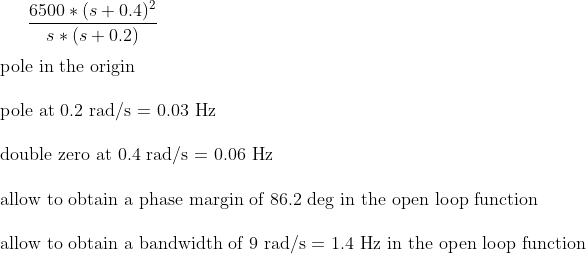 6500 * (s + 0.4)²
s * (s + 0.2)
pole in the origin
pole at 0.2 rad/s = 0.03 Hz
double zero at 0.4 rad/s = 0.06 Hz
allow to obtain a phase margin of 86.2 deg in the open loop function
allow to obtain a bandwidth of 9 rad/s = 1.4 Hz in the open loop function